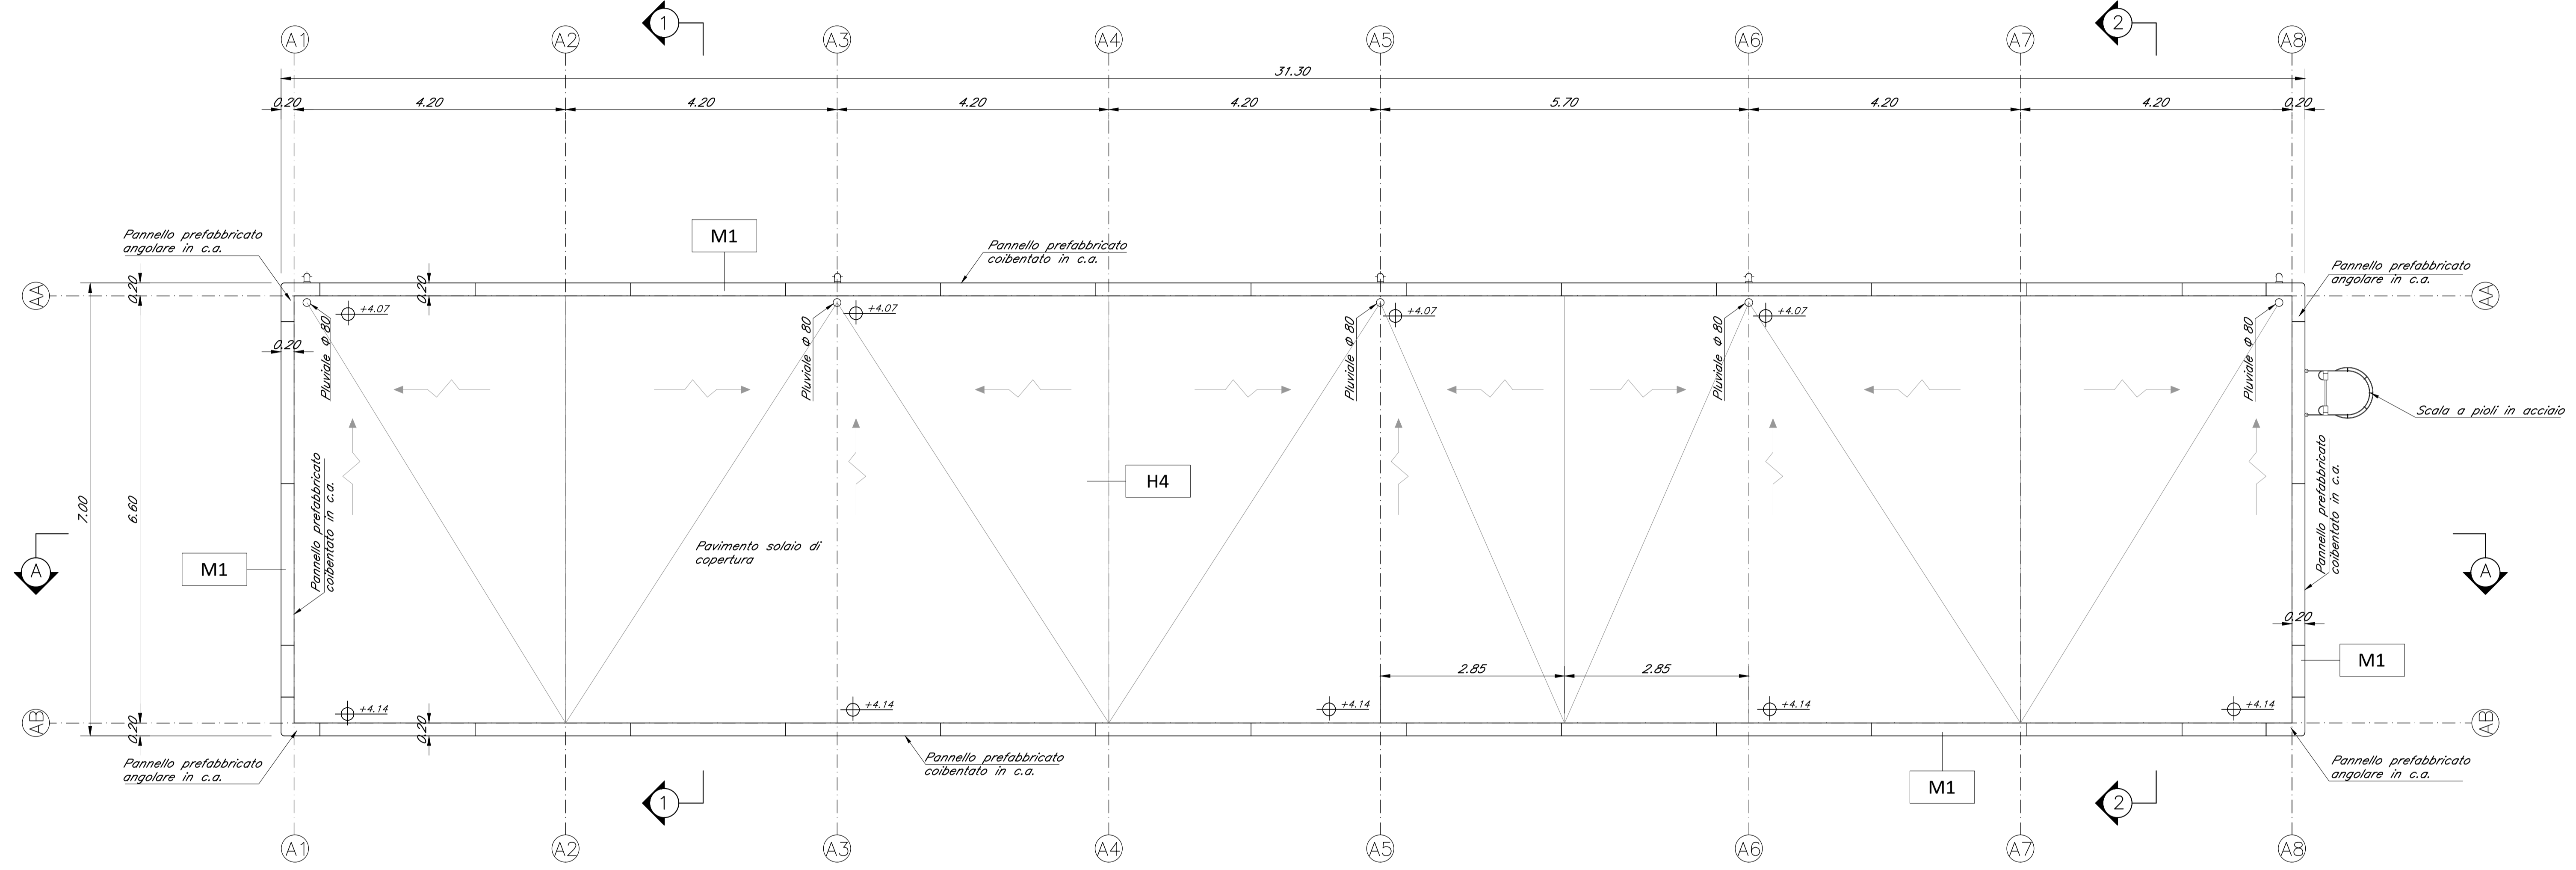 1
2
A1
A2
A3
A4
A5
A6
A7
A8
31.30
0.20
4.20
4.20
4.20
4.20
5.70
4.20
4.20
0.20
Pannello prefabbricato
angolare in c.a.
M1
Pannello prefabbricato
coibentato in c.a.
Pannello prefabbricato
angolare in c.a.
AA
0.20
0.20
AA
+4.07
+4.07
+4.07
+4.07
0.20
Pluviale Φ 80
Pluviale Φ 80
Pluviale Φ 80
Pluviale Φ 80
Pluviale Φ 80
Scala a pioli in acciaio
7.00
6.60
Pannello prefabbricato
coibentato in c.a.
H4
Pannello prefabbricato
coibentato in c.a.
Pavimento solaio di
copertura
A
M1
A
0.20
2.85
2.85
M1
+4.14
+4.14
+4.14
+4.14
+4.14
AB
0.20
0.20
AB
Pannello prefabbricato
angolare in c.a.
Pannello prefabbricato
coibentato in c.a.
Pannello prefabbricato
angolare in c.a.
M1
1
2
A1
A2
A3
A4
A5
A6
A7
A8